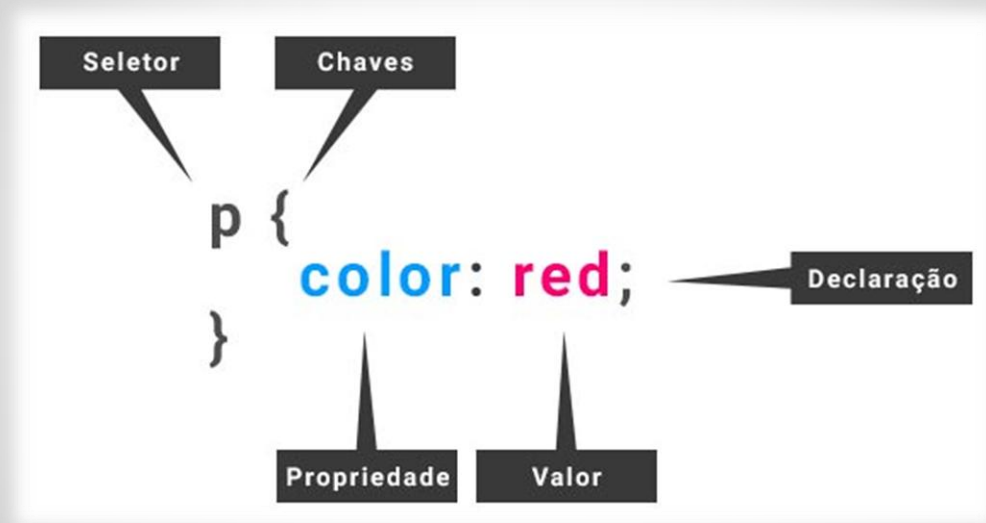 Seletor
Chaves
p {
color: red;
Declaração
}
Propriedade
Valor